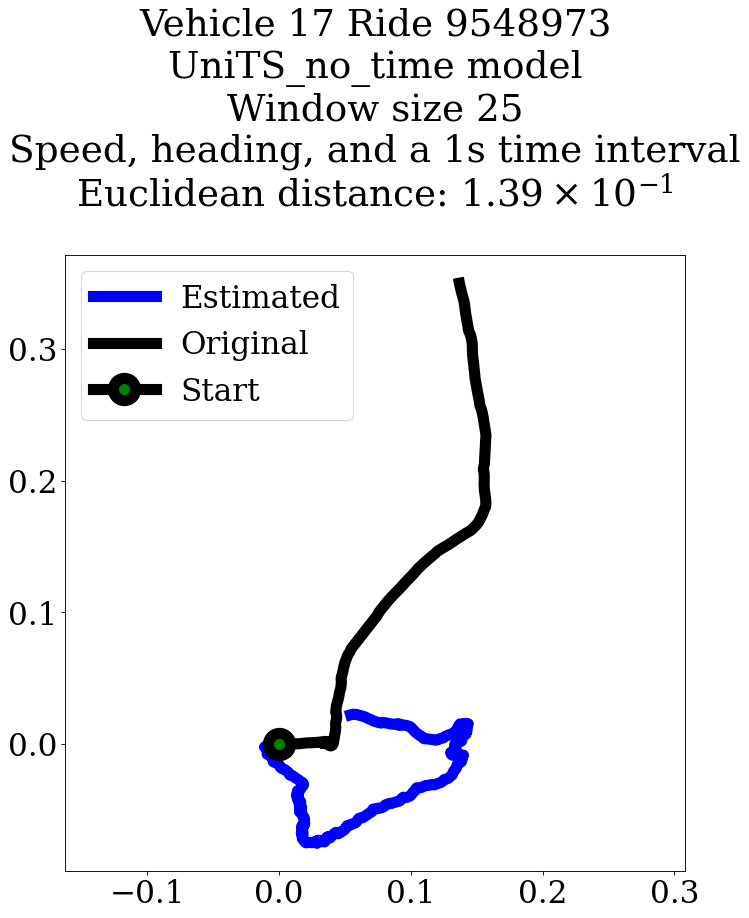 Vehicle 17 Ride 9548973
UniTS_no_time model
Window size 25
Speed, heading, and a 1s time interval
Euclidean distance: 1.39 × 10⁻¹
Estimated
Original
Start
0.3
0.2
0.1
0.0
−0.1
0.0
0.1
0.2
0.3